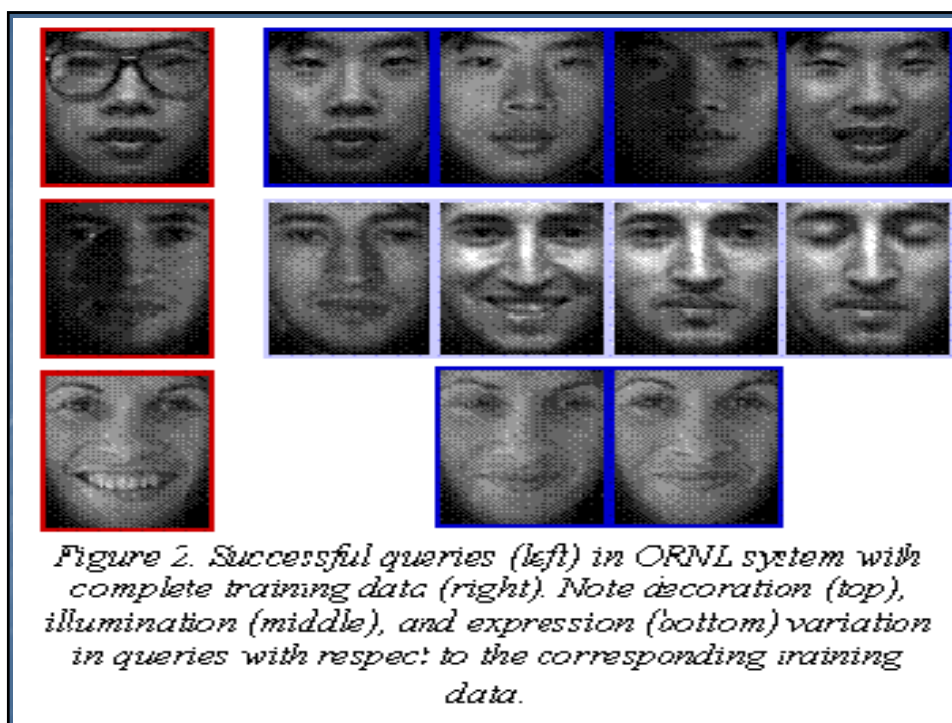 Figure 2. Successful queries (left) in ORNL system with
complete training data (right). Note decoration (top),
illumination (middle), and expression (bottom) variation
in queries with respect to the corresponding training
data.